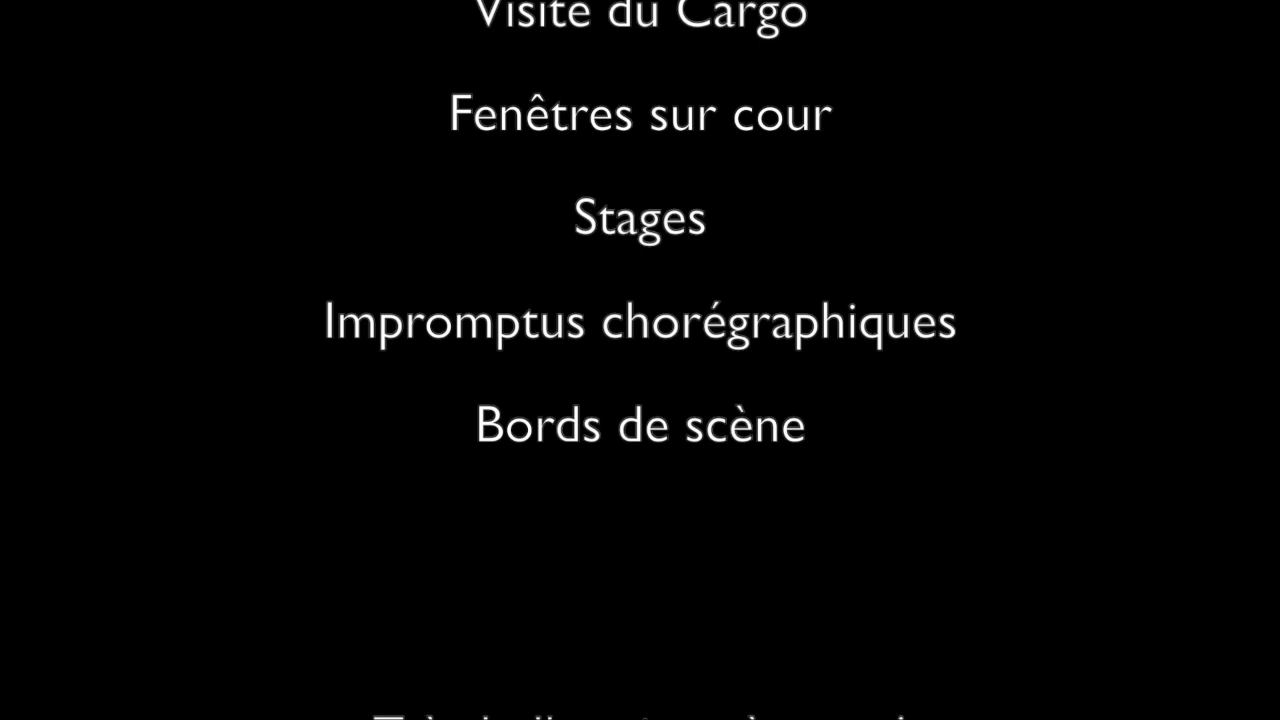 Visite du Cargo
Fenêtres sur cour
Stages
Impromptus chorégraphiques
Bords de scène